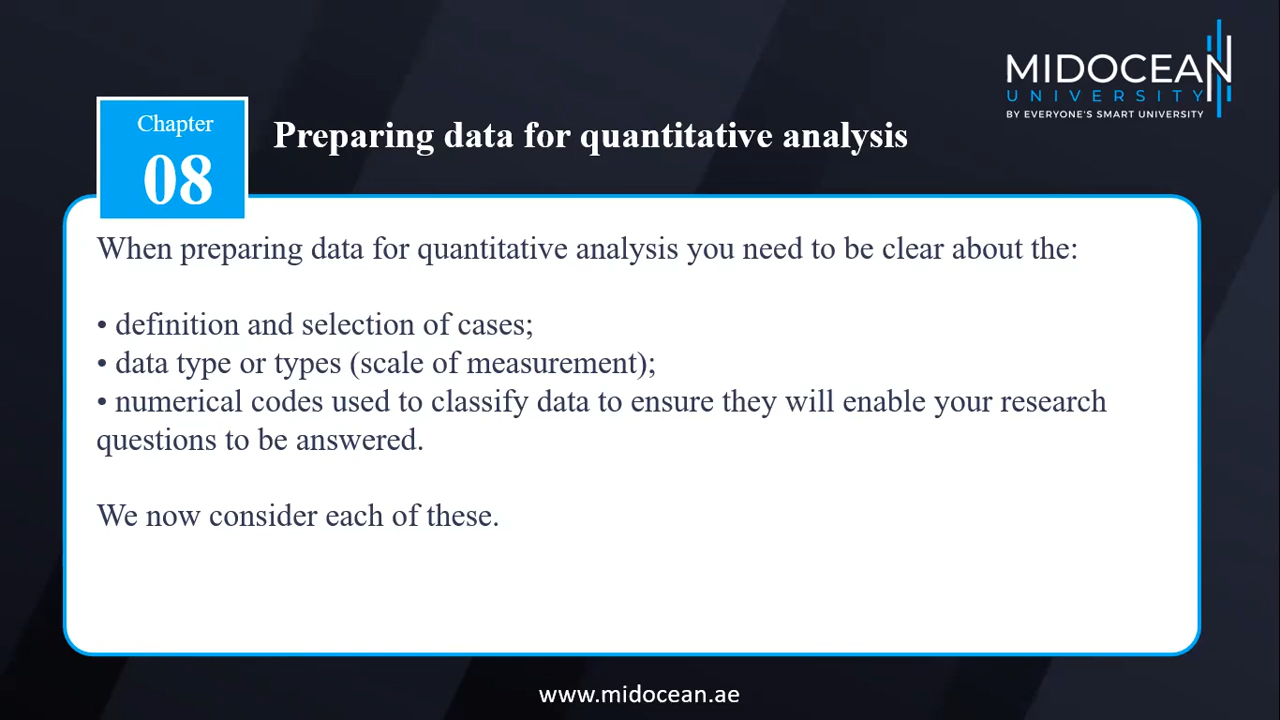 MIDOCEAN
UNIVERSITY
BY EVERYONE'S SMART UNIVERSITY
Chapter
08
Preparing data for quantitative analysis
When preparing data for quantitative analysis you need to be clear about the:
• definition and selection of cases;
• data type or types (scale of measurement);
• numerical codes used to classify data to ensure they will enable your research
questions to be answered.
We now consider each of these.
www.midocean.ae